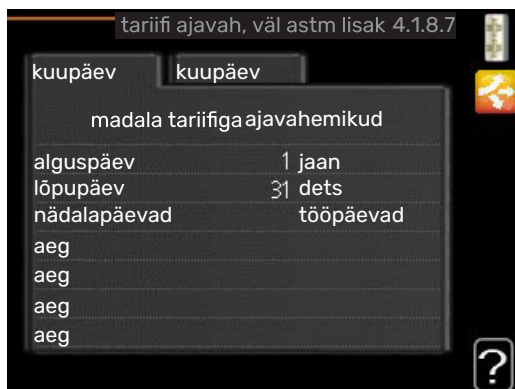 tariifi ajavah, väl astm lisak 4.1.8.7
kuupäev kuupäev
madala tariifiga ajavahemikud
alguspäev 1 jaan
lõpupäev 31 dets
nädalapäevad tööpäevad
aeg
aeg
aeg
aeg
?